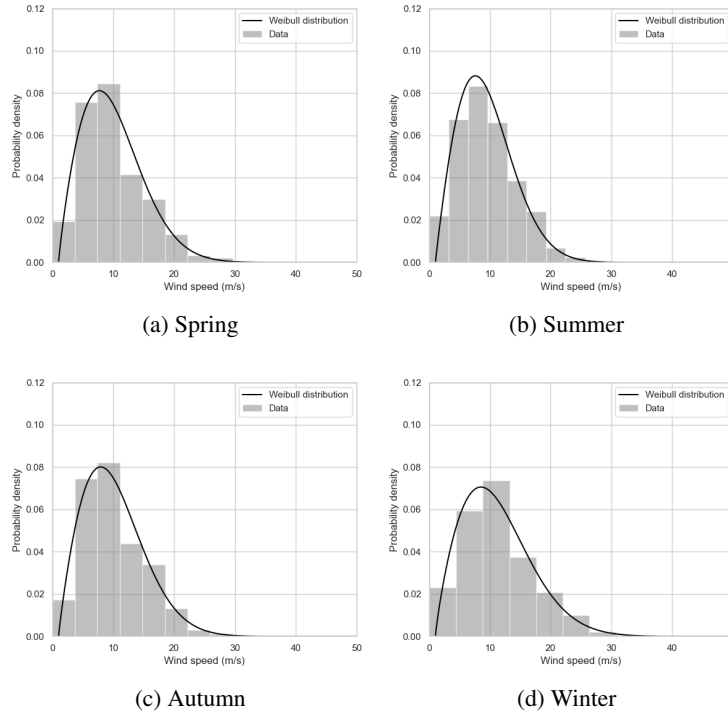 0.12
0.10
0.08
0.06
0.04
0.02
0.00
Probability density
Weibull distribution
Data
0 10 20 30 40 50
Wind speed (m/s)
(a) Spring
0.12
0.10
0.08
0.06
0.04
0.02
0.00
Probability density
Weibull distribution
Data
0 10 20 30 40
Wind speed (m/s)
(b) Summer
0.12
0.10
0.08
0.06
0.04
0.02
0.00
Probability density
Weibull distribution
Data
0 10 20 30 40 50
Wind speed (m/s)
(c) Autumn
0.12
0.10
0.08
0.06
0.04
0.02
0.00
Probability density
Weibull distribution
Data
0 10 20 30 40
Wind speed (m/s)
(d) Winter